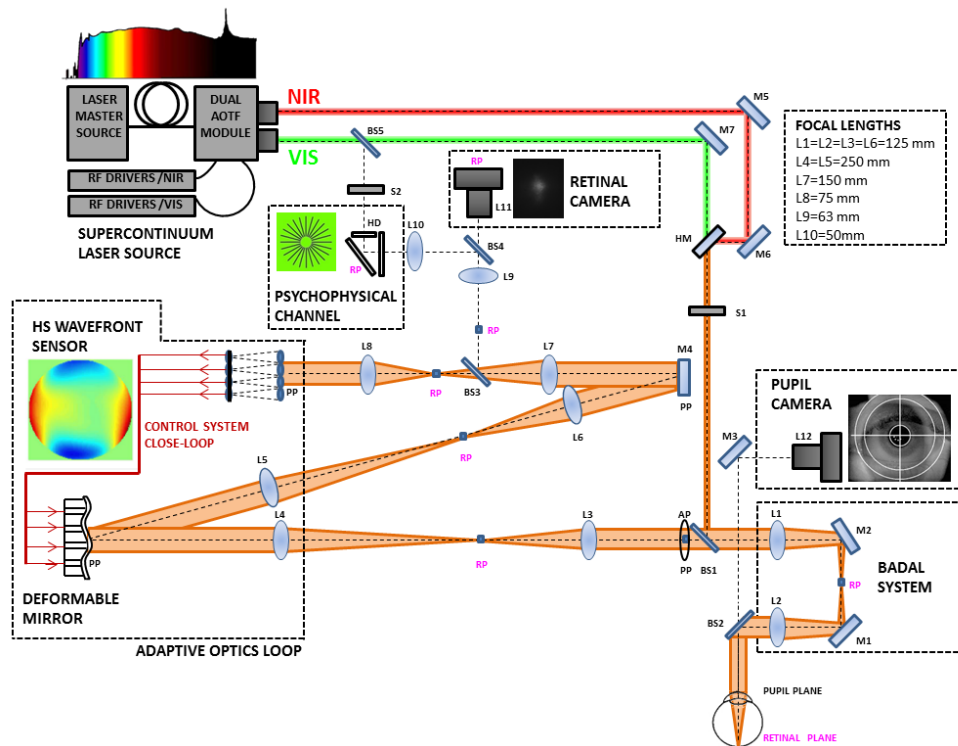 NIR
M5
LASER
MASTER
SOURCE
DUAL
AOTF
MODULE
VIS
BS5
M7
FOCAL LENGTHS
L1=L2=L3=L6=125 mm
L4=L5=250 mm
L7=150 mm
L8=75 mm
L9=63 mm
L10=50mm
RF DRIVERS /NIR
RF DRIVERS /VIS
SUPERCONTINUUM
LASER SOURCE
S2
RP
L11
RETINAL
CAMERA
HD
L10
RP
BS4
HM
M6
PSYCHOPHYSICAL
CHANNEL
L9
S1
RP
HS WAVEFRONT
SENSOR
L8
L7
M4
PP
RP
BS3
PP
CONTROL SYSTEM
CLOSE-LOOP
L6
RP
PUPIL
CAMERA
M3
L12
L5
L4
L3
AP
L1
M2
PP
RP
PP
BS1
RP
BADAL
SYSTEM
DEFORMABLE
MIRROR
L2
BS2
M1
ADAPTIVE OPTICS LOOP
PUPIL PLANE
RETINAL PLANE